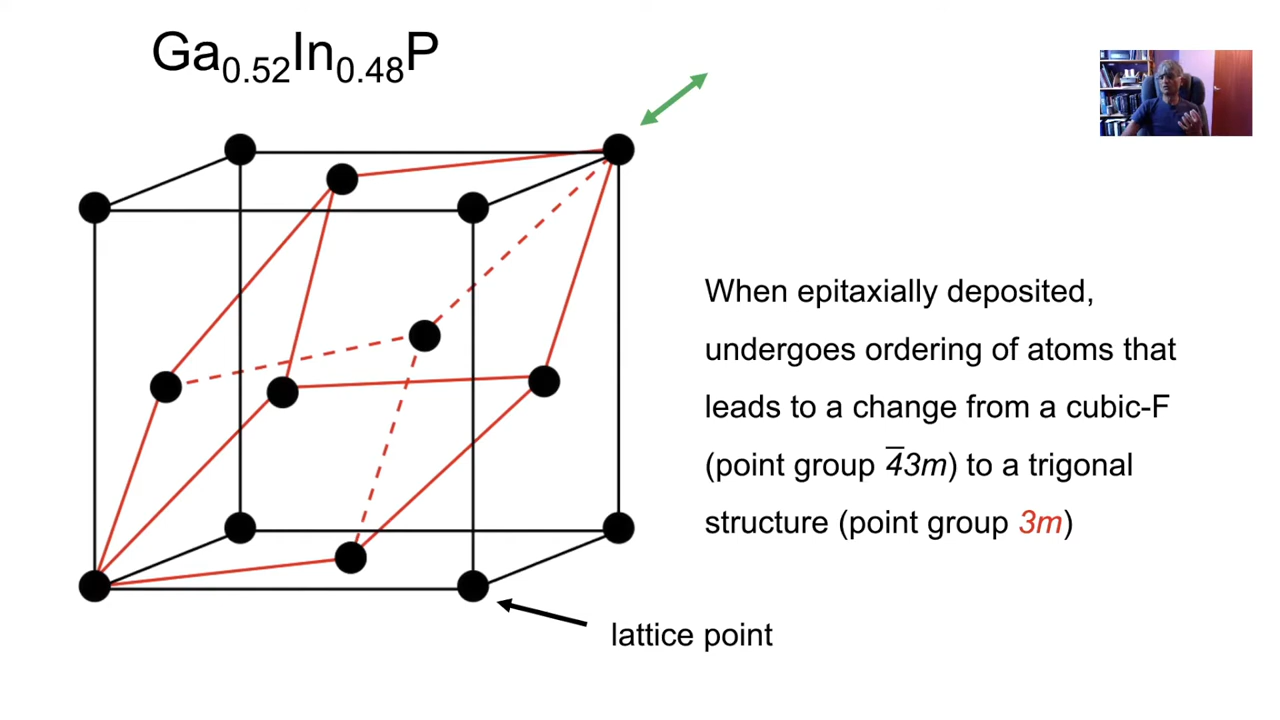 Ga₀.₅₂In₀.₄₈P
When epitaxially deposited,
undergoes ordering of atoms that
leads to a change from a cubic-F
(point group 4̅3m) to a trigonal
structure (point group 3m)
lattice point